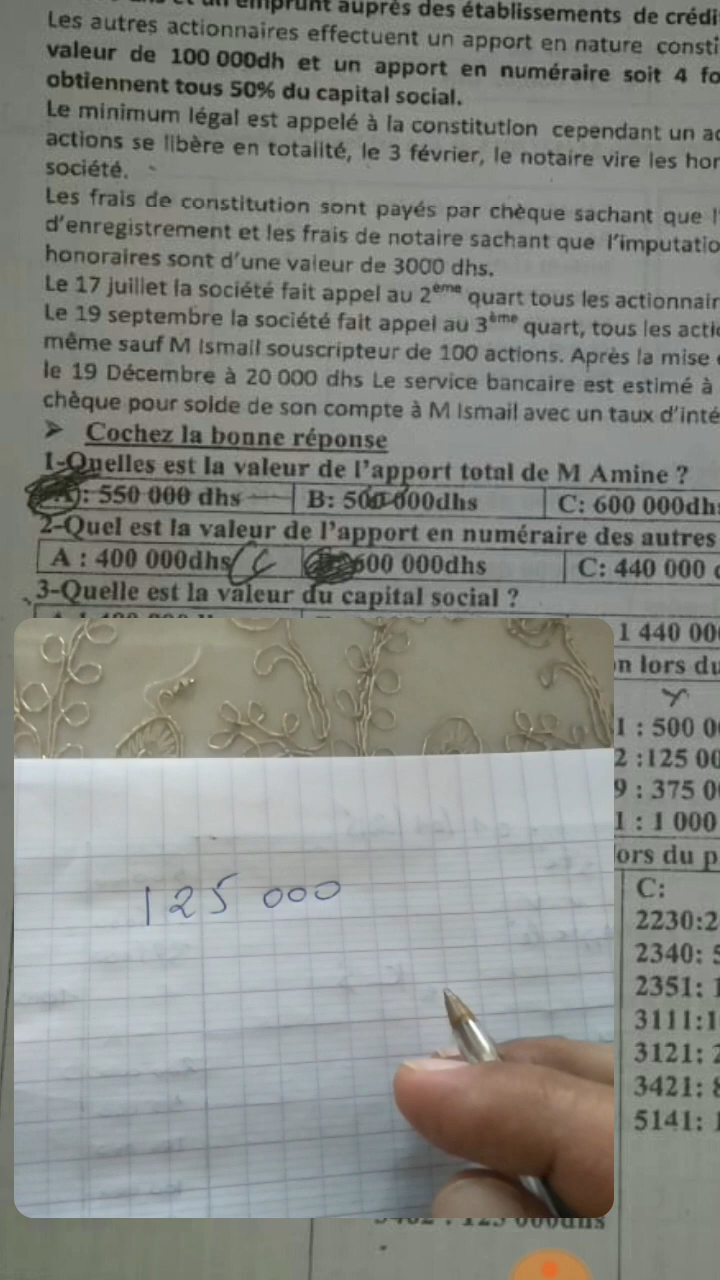 un emprunt auprès des établissements de crédi
Les autres actionnaires effectuent un apport en nature consti
valeur de 100 000dh et un apport en numéraire soit 4 fo
obtiennent tous 50% du capital social.
Le minimum légal est appelé à la constitution cependant un ac
actions se libère en totalité, le 3 février, le notaire vire les hor
société.
Les frais de constitution sont payés par chèque sachant que l'
d'enregistrement et les frais de notaire sachant que l'imputatio
honoraires sont d'une valeur de 3000 dhs.
Le 17 juillet la société fait appel au 2ème quart tous les actionnair
Le 19 septembre la société fait appel au 3ème quart, tous les actio
même sauf M Ismail souscripteur de 100 actions. Après la mise
le 19 Décembre à 20 000 dhs Le service bancaire est estimé à
chèque pour solde de son compte à M Ismail avec un taux d'inté
➤ Cochez la bonne réponse
1-Quelles est la valeur de l'apport total de M Amine ?
A): 550 000 dhs B: 500 000dhs C: 600 000dh
2-Quel est la valeur de l'apport en numéraire des autres
A : 400 000dhs 600 000dhs C: 440 000
3-Quelle est la valeur du capital social ?
1 440 00
n lors du
1 : 500 0
2 :125 00
9 : 375 0
1 : 1 000
ors du p
C:
2230:2
2340: 5
2351: 1
3111:1
3121: 2
3421: 8
5141: 1
125 000
3462 : 125 000dhs